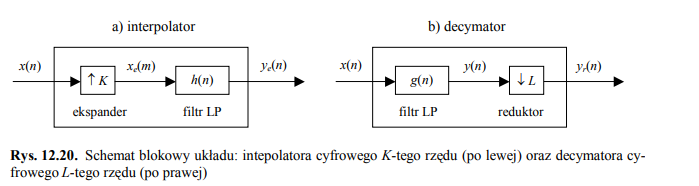 a) interpolator
b) decymator
x(n)
↑ K
xe(m)
h(n)
ye(n)
ekspander
filtr LP
x(n)
g(n)
y(n)
↓ L
yr(n)
filtr LP
reduktor
Rys. 12.20. Schemat blokowy układu: intepolatora cyfrowego K-tego rzędu (po lewej) oraz decymatora cy-
frowego L-tego rzędu (po prawej)